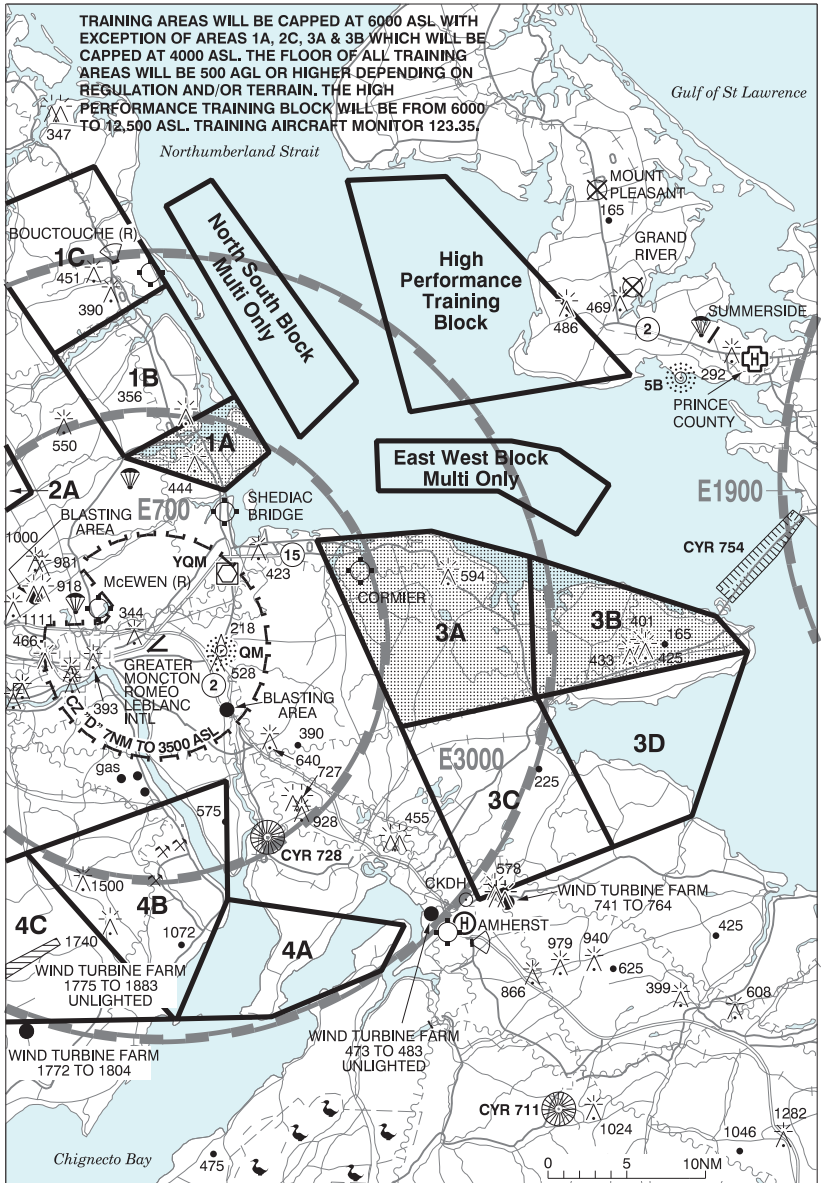 TRAINING AREAS WILL BE CAPPED AT 6000 ASL WITH
EXCEPTION OF AREAS 1A, 2C, 3A & 3B WHICH WILL BE
CAPPED AT 4000 ASL. THE FLOOR OF ALL TRAINING
AREAS WILL BE 500 AGL OR HIGHER DEPENDING ON
REGULATION AND/OR TERRAIN. THE HIGH
PERFORMANCE TRAINING BLOCK WILL BE FROM 6000
TO 12,500 ASL. TRAINING AIRCRAFT MONITOR 123.35.
Gulf of St Lawrence
347
Northumberland Strait
MOUNT
PLEASANT
165
BOUCTOUCHE (R)
1C
451
390
North South Block
Multi Only
High
Performance
Training
Block
GRAND
RIVER
469
486
2
SUMMERSIDE
292
H
5B
PRINCE
COUNTY
1B
356
550
1A
444
2A
East West Block
Multi Only
E1900
BLASTING
AREA
E700
SHEDIAC
BRIDGE
1000
981
918
McEWEN (R)
YQM
423
15
CYR 754
1111
466
344
CORMIER
594
3A
3B
401
165
433
425
218
QM
528
GREATER
MONCTON
ROMEO
LEBLANC
INTL
393
2
BLASTING
AREA
CZ "D" 7NM TO 3500 ASL
390
640
E3000
3D
gas
727
928
3C
225
575
455
CYR 728
578
CKDH
WIND TURBINE FARM
741 TO 764
1500
4B
4C
1740
1072
4A
H
AMHERST
979
940
425
625
866
399
608
WIND TURBINE FARM
1775 TO 1883
UNLIGHTED
WIND TURBINE FARM
473 TO 483
UNLIGHTED
WIND TURBINE FARM
1772 TO 1804
CYR 711
1024
1282
1046
Chignecto Bay
475
0 5 10NM